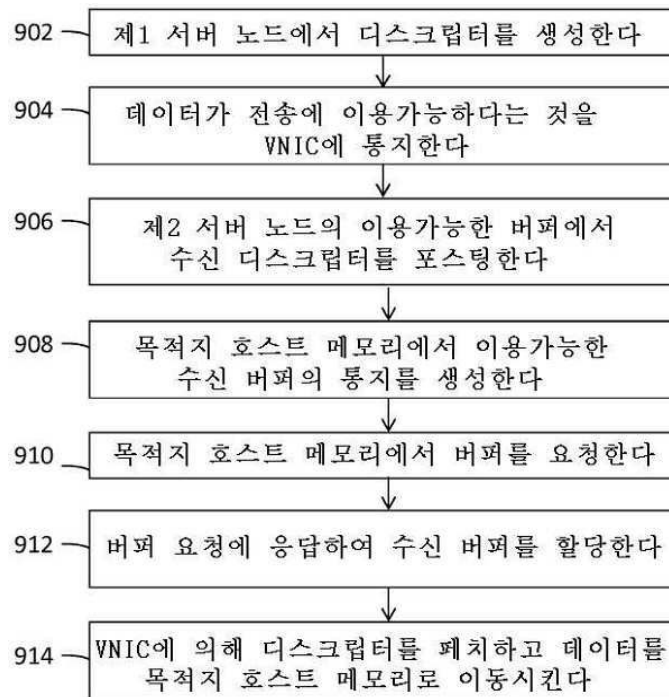 902
제1 서버 노드에서 디스크립터를 생성한다
904
데이터가 전송에 이용가능하다는 것을
VNIC에 통지한다
906
제2 서버 노드의 이용가능한 버퍼에서
수신 디스크립터를 포스팅한다
908
목적지 호스트 메모리에서 이용가능한
수신 버퍼의 통지를 생성한다
910
목적지 호스트 메모리에서 버퍼를 요청한다
912
버퍼 요청에 응답하여 수신 버퍼를 할당한다
914
VNIC에 의해 디스크립터를 페치하고 데이터를
목적지 호스트 메모리로 이동시킨다